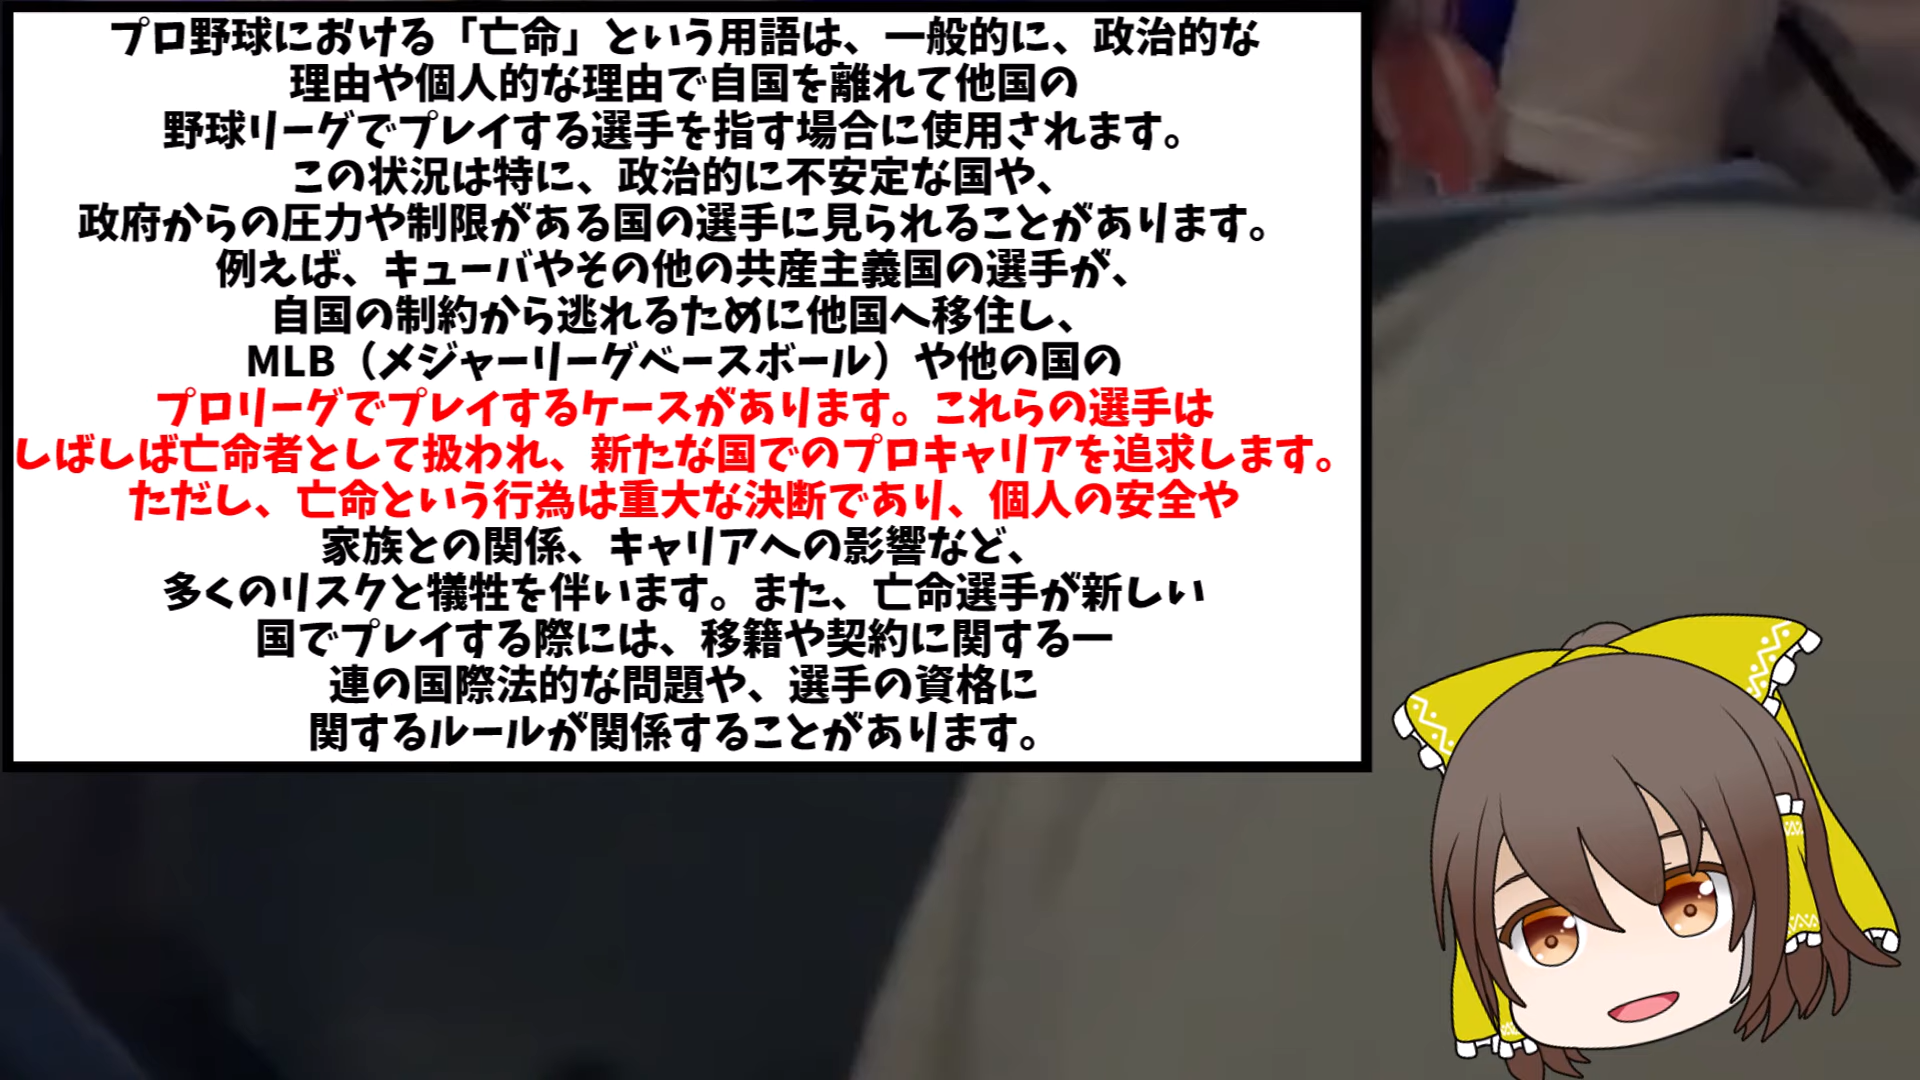 プロ野球における「亡命」という用語は、一般的に、政治的な
理由や個人的な理由で自国を離れて他国の
野球リーグでプレイする選手を指す場合に使用されます。
この状況は特に、政治的に不安定な国や、
政府からの圧力や制限がある国の選手に見られることがあります。
例えば、キューバやその他の共産主義国の選手が、
自国の制約から逃れるために他国へ移住し、
MLB（メジャーリーグベースボール）や他の国の
プロリーグでプレイするケースがあります。これらの選手は
しばしば亡命者として扱われ、新たな国でのプロキャリアを追求します。
ただし、亡命という行為は重大な決断であり、個人の安全や
家族との関係、キャリアへの影響など、
多くのリスクと犠牲を伴います。また、亡命選手が新しい
国でプレイする際には、移籍や契約に関する一
連の国際法的な問題や、選手の資格に
関するルールが関係することがあります。